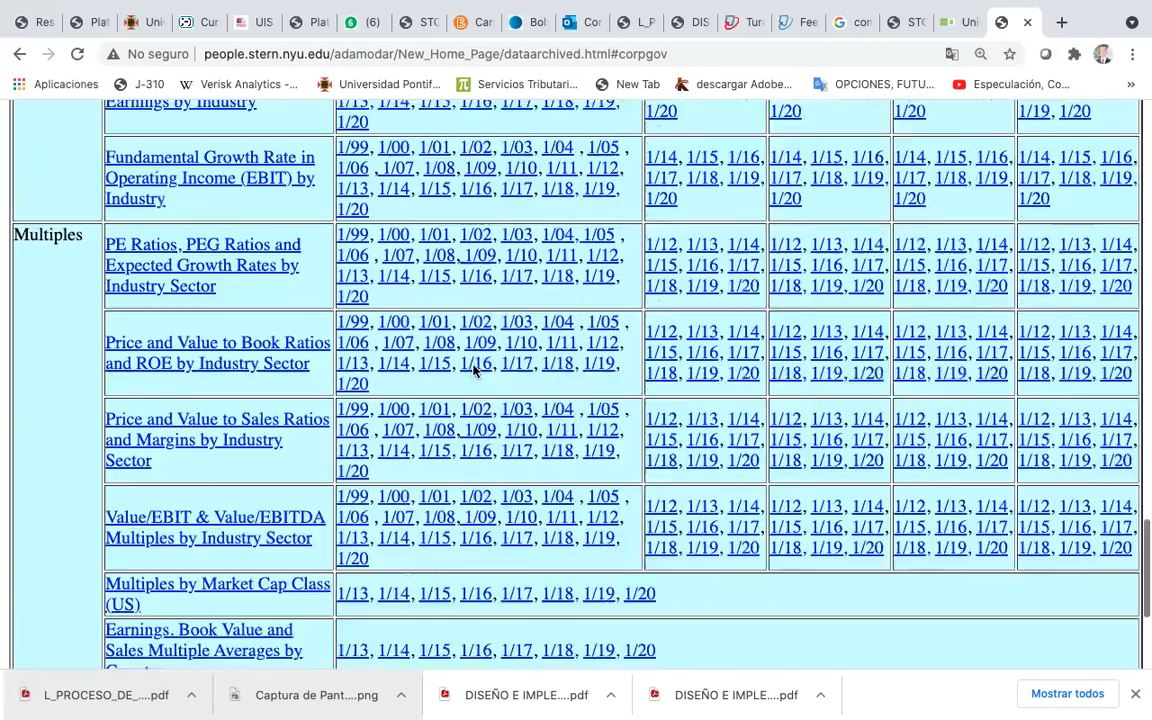 Res
Plat
Uni
Cur
UIS
Plat
(6)
STC
Car
Bol
Cor
L_P
DIS
Tur
Fee
con
STC
Uni
No seguro
people.stern.nyu.edu/adamodar/New_Home_Page/dataarchived.html#corpgov
Aplicaciones
J-310
Verisk Analytics -...
Universidad Pontif...
Servicios Tributari...
New Tab
descargar Adobe...
OPCIONES, FUTU...
Especulación, Co...
»
Earnings by Industry
1/13, 1/14, 1/15, 1/16, 1/17, 1/18, 1/19,
1/20
1/20
1/20
1/20
1/19, 1/20
Fundamental Growth Rate in
Operating Income (EBIT) by
Industry
1/99, 1/00, 1/01, 1/02, 1/03, 1/04 , 1/05 ,
1/06 , 1/07, 1/08, 1/09, 1/10, 1/11, 1/12,
1/13, 1/14, 1/15, 1/16, 1/17, 1/18, 1/19,
1/20
1/14, 1/15, 1/16,
1/17, 1/18, 1/19,
1/20
1/14, 1/15, 1/16,
1/17, 1/18, 1/19,
1/20
1/14, 1/15, 1/16,
1/17, 1/18, 1/19,
1/20
1/14, 1/15, 1/16,
1/17, 1/18, 1/19,
1/20
Multiples
PE Ratios, PEG Ratios and
Expected Growth Rates by
Industry Sector
1/99, 1/00, 1/01, 1/02, 1/03, 1/04, 1/05 ,
1/06 , 1/07, 1/08, 1/09, 1/10, 1/11, 1/12,
1/13, 1/14, 1/15, 1/16, 1/17, 1/18, 1/19,
1/20
1/12, 1/13, 1/14,
1/15, 1/16, 1/17,
1/18, 1/19, 1/20
1/12, 1/13, 1/14,
1/15, 1/16, 1/17,
1/18, 1/19, 1/20
1/12, 1/13, 1/14,
1/15, 1/16, 1/17,
1/18, 1/19, 1/20
1/12, 1/13, 1/14,
1/15, 1/16, 1/17,
1/18, 1/19, 1/20
Price and Value to Book Ratios
and ROE by Industry Sector
1/99, 1/00, 1/01, 1/02, 1/03, 1/04 , 1/05 ,
1/06 , 1/07, 1/08, 1/09, 1/10, 1/11, 1/12,
1/13, 1/14, 1/15, 1/16, 1/17, 1/18, 1/19,
1/20
1/12, 1/13, 1/14,
1/15, 1/16, 1/17,
1/18, 1/19, 1/20
1/12, 1/13, 1/14,
1/15, 1/16, 1/17,
1/18, 1/19, 1/20
1/12, 1/13, 1/14,
1/15, 1/16, 1/17,
1/18, 1/19, 1/20
1/12, 1/13, 1/14,
1/15, 1/16, 1/17,
1/18, 1/19, 1/20
Price and Value to Sales Ratios
and Margins by Industry
Sector
1/99, 1/00, 1/01, 1/02, 1/03, 1/04 , 1/05 ,
1/06 , 1/07, 1/08, 1/09, 1/10, 1/11, 1/12,
1/13, 1/14, 1/15, 1/16, 1/17, 1/18, 1/19,
1/20
1/12, 1/13, 1/14,
1/15, 1/16, 1/17,
1/18, 1/19, 1/20
1/12, 1/13, 1/14,
1/15, 1/16, 1/17,
1/18, 1/19, 1/20
1/12, 1/13, 1/14,
1/15, 1/16, 1/17,
1/18, 1/19, 1/20
1/12, 1/13, 1/14,
1/15, 1/16, 1/17,
1/18, 1/19, 1/20
Value/EBIT & Value/EBITDA
Multiples by Industry Sector
1/99, 1/00, 1/01, 1/02, 1/03, 1/04 , 1/05 ,
1/06 , 1/07, 1/08, 1/09, 1/10, 1/11, 1/12,
1/13, 1/14, 1/15, 1/16, 1/17, 1/18, 1/19,
1/20
1/12, 1/13, 1/14,
1/15, 1/16, 1/17,
1/18, 1/19, 1/20
1/12, 1/13, 1/14,
1/15, 1/16, 1/17,
1/18, 1/19, 1/20
1/12, 1/13, 1/14,
1/15, 1/16, 1/17,
1/18, 1/19, 1/20
1/12, 1/13, 1/14,
1/15, 1/16, 1/17,
1/18, 1/19, 1/20
Multiples by Market Cap Class
(US)
1/13, 1/14, 1/15, 1/16, 1/17, 1/18, 1/19, 1/20
Earnings. Book Value and
Sales Multiple Averages by
1/13, 1/14, 1/15, 1/16, 1/17, 1/18, 1/19, 1/20
L_PROCESO_DE_....pdf
Captura de Pant....png
DISEÑO E IMPLE....pdf
DISEÑO E IMPLE....pdf
Mostrar todos